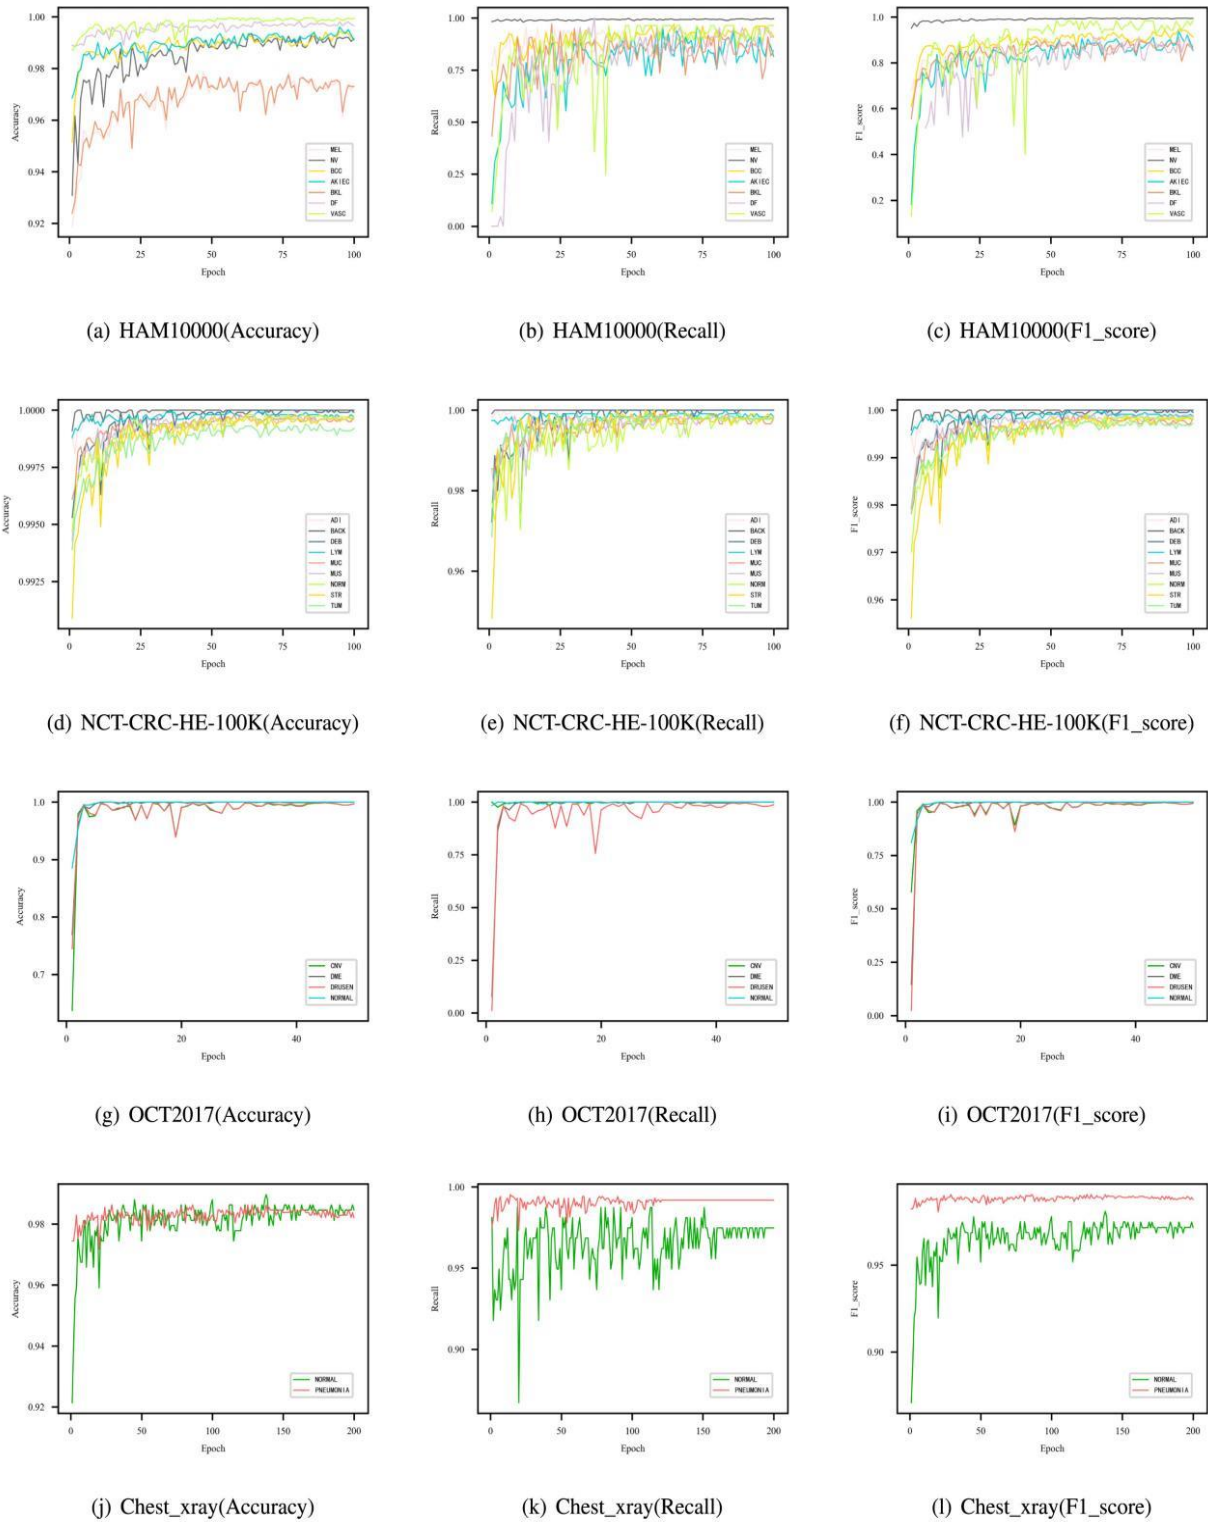 1.00
0.98
0.96
0.94
0.92
Accuracy
MEL
NV
BCC
AKIEC
BKL
DF
VASC
0 25 50 75 100
Epoch
(a) HAM10000(Accuracy)
1.00
0.75
0.50
0.25
0.00
Recall
MEL
NV
BCC
AKIEC
BKL
DF
VASC
0 25 50 75 100
Epoch
(b) HAM10000(Recall)
1.0
0.8
0.6
0.4
0.2
F1_score
MEL
NV
BCC
AKIEC
BKL
DF
VASC
0 25 50 75 100
Epoch
(c) HAM10000(F1_score)
1.0000
0.9975
0.9950
0.9925
Accuracy
ADI
BACK
DEB
LYM
MUC
MUS
NORM
STR
TUM
0 25 50 75 100
Epoch
(d) NCT-CRC-HE-100K(Accuracy)
1.00
0.98
0.96
Recall
ADI
BACK
DEB
LYM
MUC
MUS
NORM
STR
TUM
0 25 50 75 100
Epoch
(e) NCT-CRC-HE-100K(Recall)
1.00
0.99
0.98
0.97
0.96
F1_score
ADI
BACK
DEB
LYM
MUC
MUS
NORM
STR
TUM
0 25 50 75 100
Epoch
(f) NCT-CRC-HE-100K(F1_score)
1.0
0.9
0.8
0.7
Accuracy
CNV
DME
DRUSEN
NORMAL
0 20 40
Epoch
(g) OCT2017(Accuracy)
1.00
0.75
0.50
0.25
0.00
Recall
CNV
DME
DRUSEN
NORMAL
0 20 40
Epoch
(h) OCT2017(Recall)
1.00
0.75
0.50
0.25
0.00
F1_score
CNV
DME
DRUSEN
NORMAL
0 20 40
Epoch
(i) OCT2017(F1_score)
0.98
0.96
0.94
0.92
Accuracy
NORMAL
PNEUMONIA
0 50 100 150 200
Epoch
(j) Chest_xray(Accuracy)
1.00
0.95
0.90
Recall
NORMAL
PNEUMONIA
0 50 100 150 200
Epoch
(k) Chest_xray(Recall)
0.95
0.90
F1_score
NORMAL
PNEUMONIA
0 50 100 150 200
Epoch
(l) Chest_xray(F1_score)